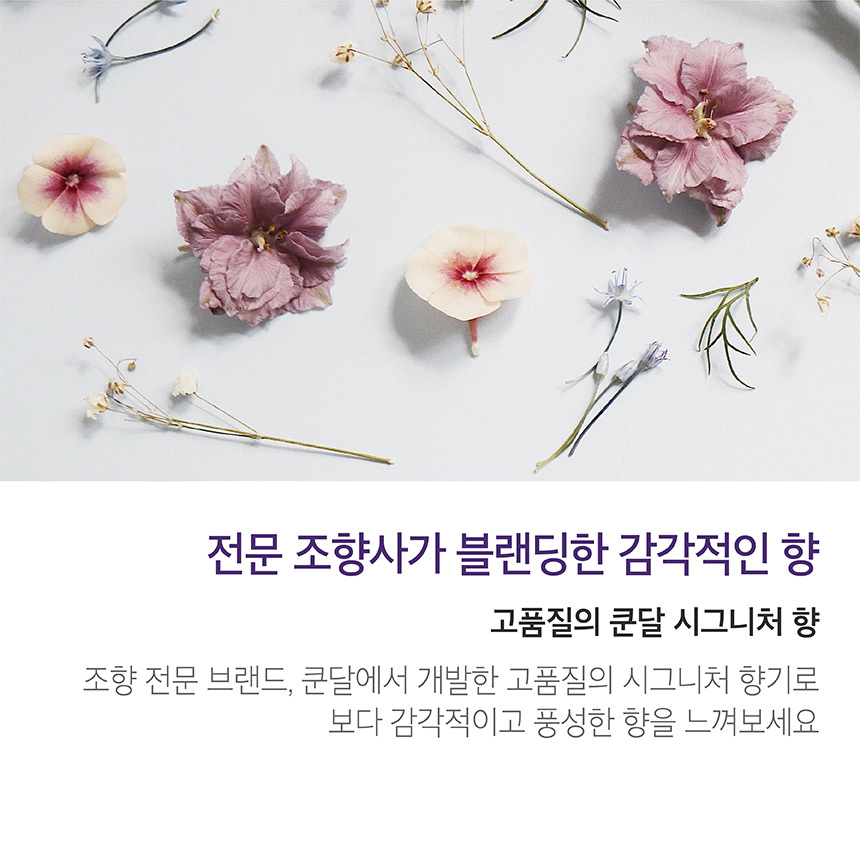 전문 조향사가 블랜딩한 감각적인 향
고품질의 쿤달 시그니처 향
조향 전문 브랜드, 쿤달에서 개발한 고품질의 시그니처 향기로
보다 감각적이고 풍성한 향을 느껴보세요